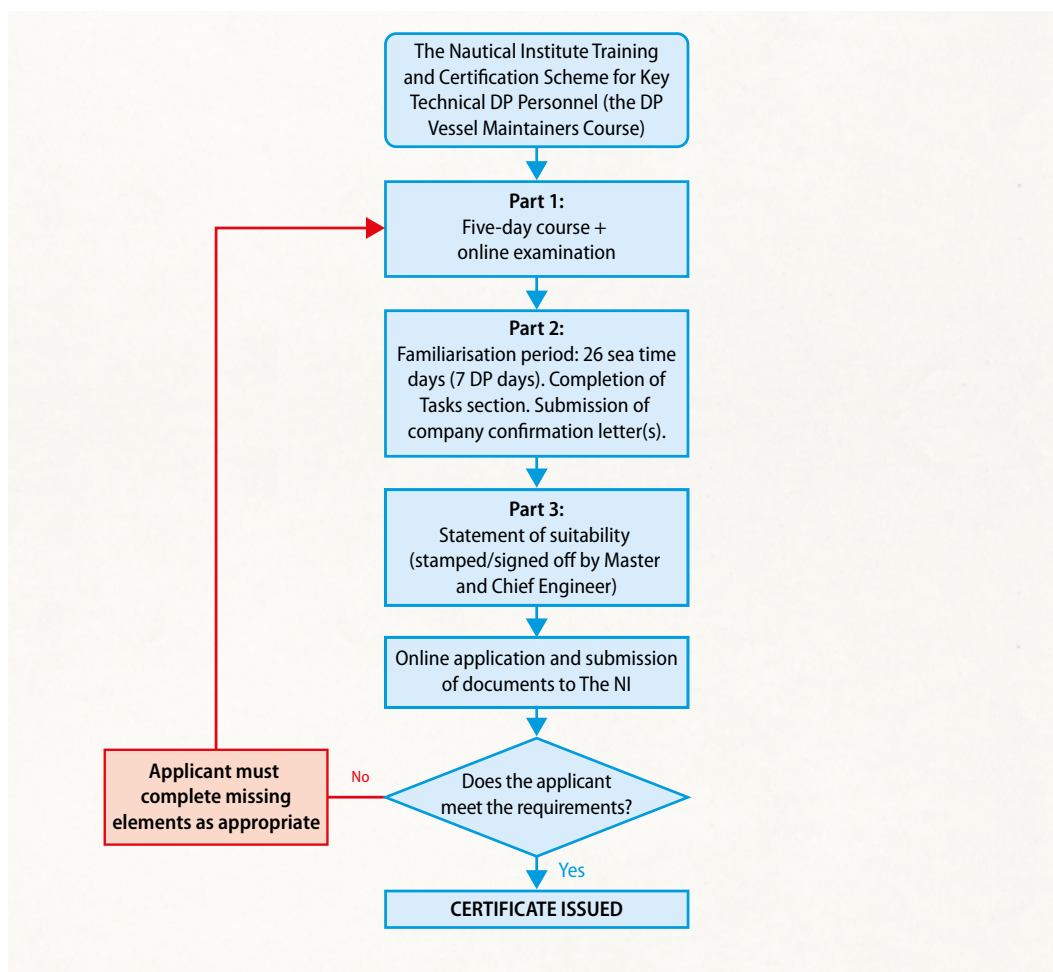 The Nautical Institute Training
and Certification Scheme for Key
Technical DP Personnel (the DP
Vessel Maintainers Course)
Part 1:
Five-day course +
online examination
Part 2:
Familiarisation period: 26 sea time
days (7 DP days). Completion of
Tasks section. Submission of
company confirmation letter(s).
Part 3:
Statement of suitability
(stamped/signed off by Master
and Chief Engineer)
Online application and submission
of documents to The NI
Does the applicant
meet the requirements?
No
Applicant must
complete missing
elements as appropriate
Yes
CERTIFICATE ISSUED